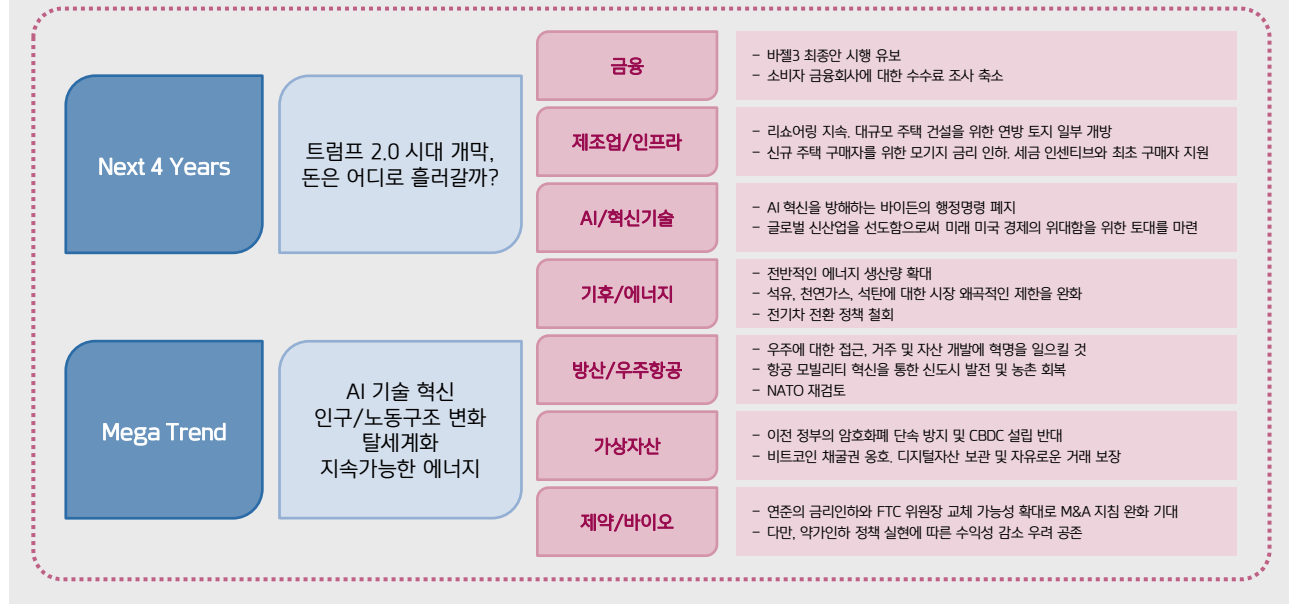 Next 4 Years
트럼프 2.0 시대 개막,
돈은 어디로 흘러갈까?
Mega Trend
AI 기술 혁신
인구/노동구조 변화
탈세계화
지속가능한 에너지
금융
- 바젤3 최종안 시행 유보
- 소비자 금융회사에 대한 수수료 조사 축소
제조업/인프라
- 리쇼어링 지속. 대규모 주택 건설을 위한 연방 토지 일부 개방
- 신규 주택 구매자를 위한 모기지 금리 인하. 세금 인센티브와 최초 구매자 지원
AI/혁신기술
- AI 혁신을 방해하는 바이든의 행정명령 폐지
- 글로벌 신산업을 선도함으로써 미래 미국 경제의 위대함을 위한 토대를 마련
기후/에너지
- 전반적인 에너지 생산량 확대
- 석유, 천연가스, 석탄에 대한 시장 왜곡적인 제한을 완화
- 전기차 전환 정책 철회
방산/우주항공
- 우주에 대한 접근, 거주 및 자산 개발에 혁명을 일으킬 것
- 항공 모빌리티 혁신을 통한 신도시 발전 및 농촌 회복
- NATO 재검토
가상자산
- 이전 정부의 암호화폐 단속 방지 및 CBDC 설립 반대
- 비트코인 채굴권 옹호. 디지털자산 보관 및 자유로운 거래 보장
제약/바이오
- 연준의 금리인하와 FTC 위원장 교체 가능성 확대로 M&A 지침 완화 기대
- 다만, 약가인하 정책 실현에 따른 수익성 감소 우려 공존